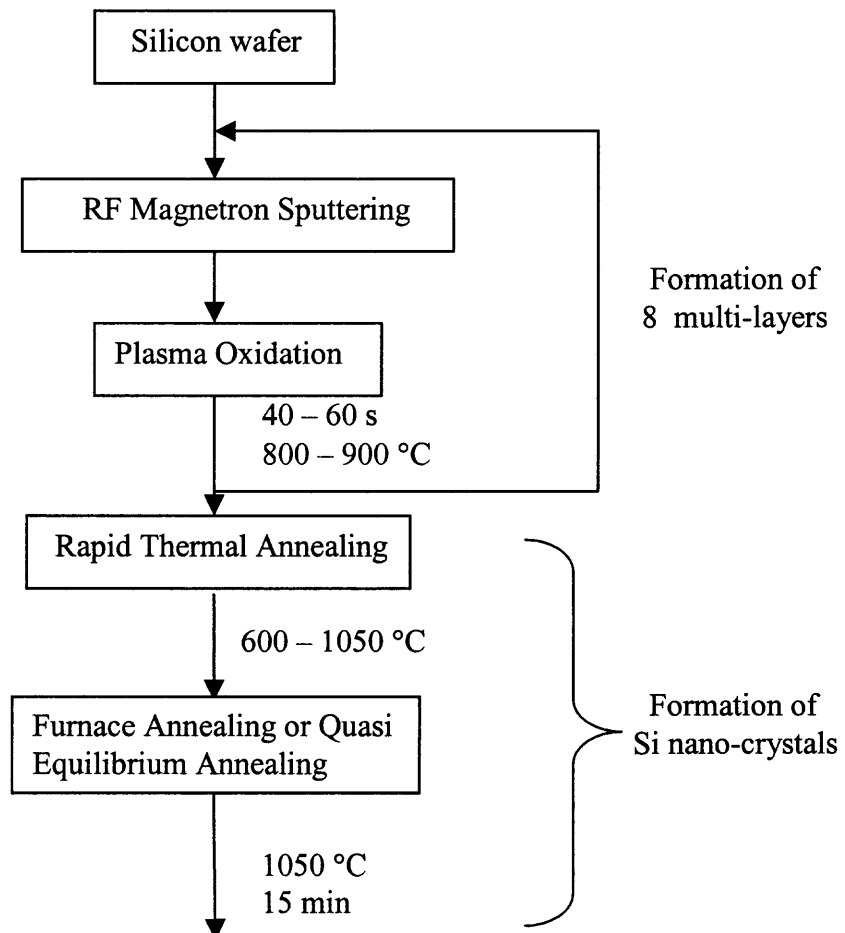 Silicon wafer
RF Magnetron Sputtering
Formation of
8 multi-layers
Plasma Oxidation
40 – 60 s
800 – 900 °C
Rapid Thermal Annealing
600 – 1050 °C
Furnace Annealing or Quasi
Equilibrium Annealing
Formation of
Si nano-crystals
1050 °C
15 min